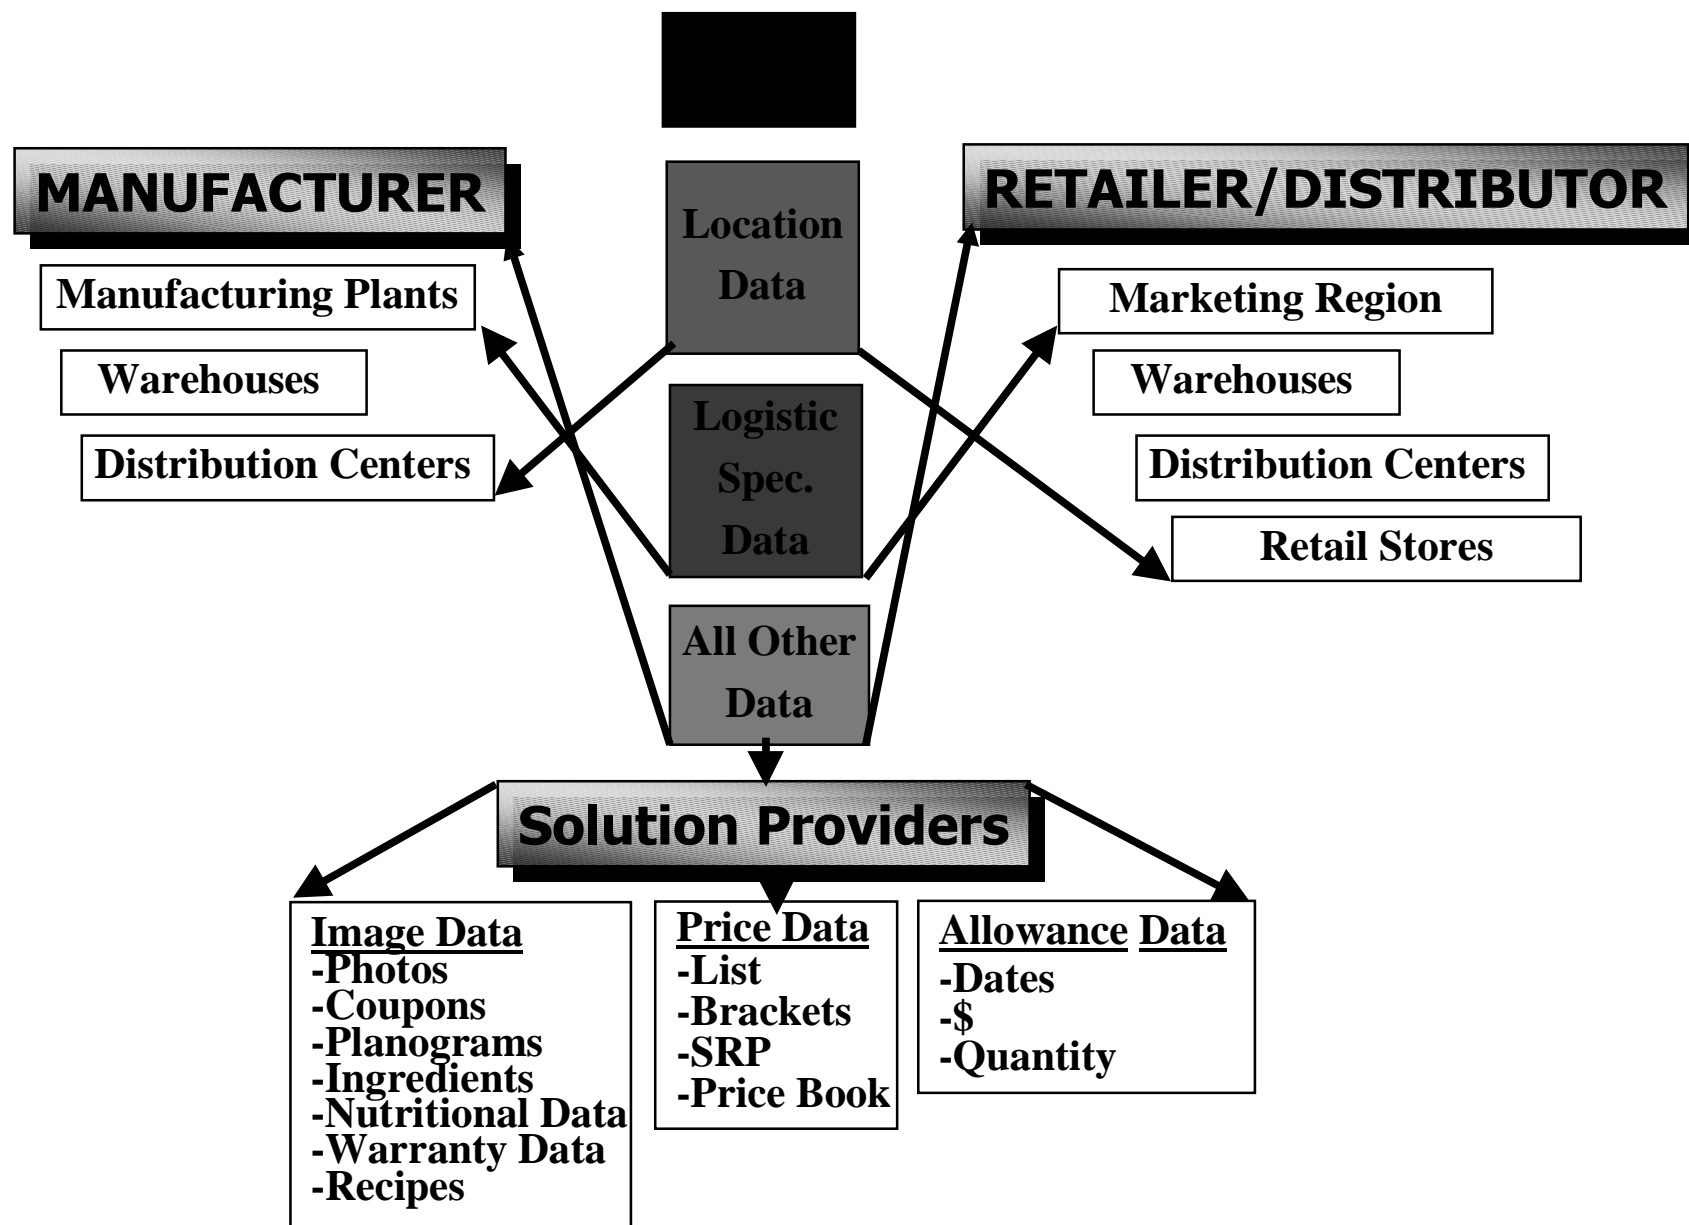 MANUFACTURER
Manufacturing Plants
Warehouses
Distribution Centers
Location
Data
Logistic
Spec.
Data
All Other
Data
RETAILER/DISTRIBUTOR
Marketing Region
Warehouses
Distribution Centers
Retail Stores
Solution Providers
Image Data
-Photos
-Coupons
-Planograms
-Ingredients
-Nutritional Data
-Warranty Data
-Recipes
Price Data
-List
-Brackets
-SRP
-Price Book
Allowance Data
-Dates
-$
-Quantity